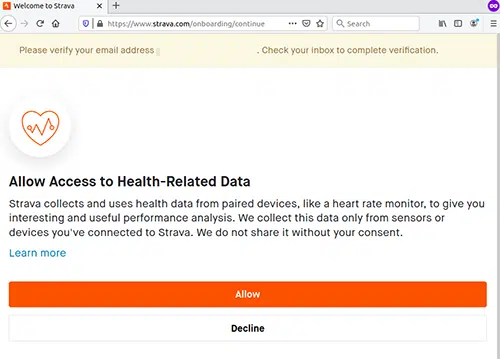 Welcome to Strava
https://www.strava.com/onboarding/continue
Search
Please verify your email address . Check your inbox to complete verification.
Allow Access to Health-Related Data
Strava collects and uses health data from paired devices, like a heart rate monitor, to give you
interesting and useful performance analysis. We collect this data only from sensors or
devices you've connected to Strava. We do not share it without your consent.
Learn more
Allow
Decline